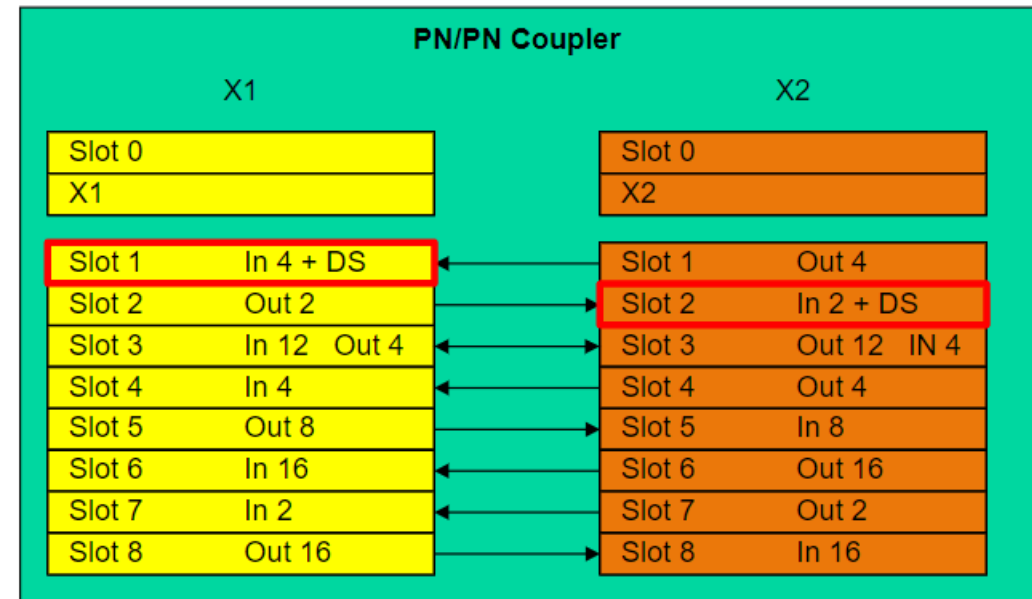 PN/PN Coupler
X1 X2
Slot 0 Slot 0
X1 X2
Slot 1 In 4 + DS Slot 1 Out 4
Slot 2 Out 2 Slot 2 In 2 + DS
Slot 3 In 12 Out 4 Slot 3 Out 12 IN 4
Slot 4 In 4 Slot 4 Out 4
Slot 5 Out 8 Slot 5 In 8
Slot 6 In 16 Slot 6 Out 16
Slot 7 In 2 Slot 7 Out 2
Slot 8 Out 16 Slot 8 In 16